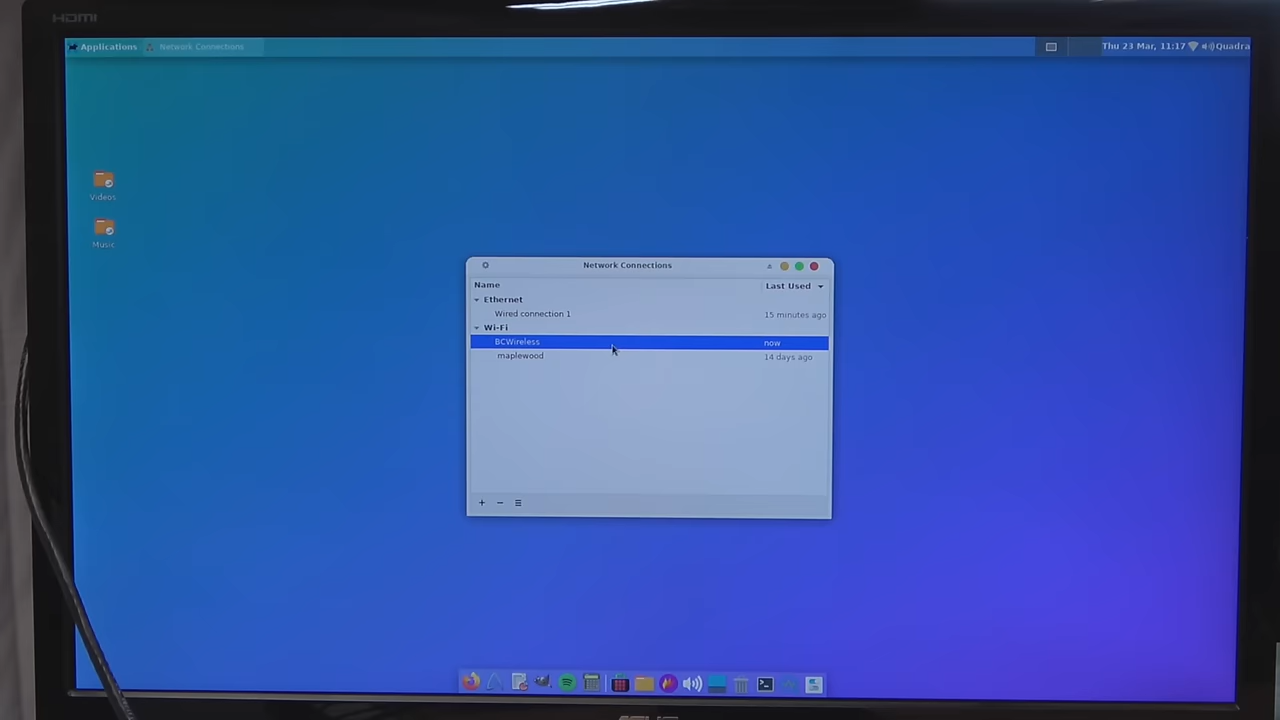 HDMI
Applications Network Connections Thu 23 Mar, 11:17 Quadra
Videos
Music
Network Connections
Name Last Used
Ethernet
Wired connection 1 15 minutes ago
Wi-Fi
BCWireless now
maplewood 14 days ago